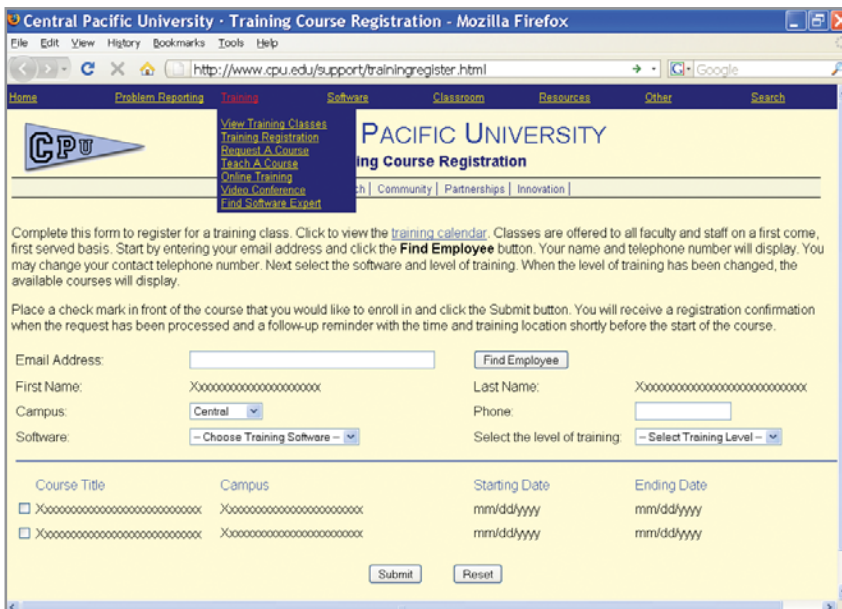 Central Pacific University · Training Course Registration - Mozilla Firefox
File Edit View History Bookmarks Tools Help
http://www.cpu.edu/support/trainingregister.html Google
Home Problem Reporting Training Software Classroom Resources Other Search
View Training Classes
Training Registration
Request A Course
Teach A Course
Online Training
Video Conference
Find Software Expert
CPU
PACIFIC UNIVERSITY
ing Course Registration
ch | Community | Partnerships | Innovation |
Complete this form to register for a training class. Click to view the training calendar. Classes are offered to all faculty and staff on a first come,
first served basis. Start by entering your email address and click the Find Employee button. Your name and telephone number will display. You
may change your contact telephone number. Next select the software and level of training. When the level of training has been changed, the
available courses will display.
Place a check mark in front of the course that you would like to enroll in and click the Submit button. You will receive a registration confirmation
when the request has been processed and a follow-up reminder with the time and training location shortly before the start of the course.
Email Address: Find Employee
First Name: Xxxxxxxxxxxxxxxxxxxxx Last Name: Xxxxxxxxxxxxxxxxxxxxxxxxxxxx
Campus: Central Phone:
Software: -- Choose Training Software -- Select the level of training: -- Select Training Level --
Course Title Campus Starting Date Ending Date
Xxxxxxxxxxxxxxxxxxxxxxxxxxx Xxxxxxxxxxxxxxxxxxxxxxx mm/dd/yyyy mm/dd/yyyy
Xxxxxxxxxxxxxxxxxxxxxxxxxxx Xxxxxxxxxxxxxxxxxxxxxxx mm/dd/yyyy mm/dd/yyyy
Submit Reset